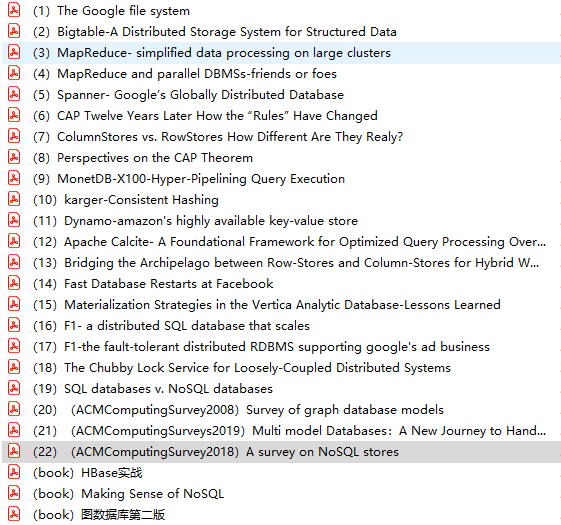 （1）The Google file system
（2）Bigtable-A Distributed Storage System for Structured Data
（3）MapReduce- simplified data processing on large clusters
（4）MapReduce and parallel DBMSs-friends or foes
（5）Spanner- Google's Globally Distributed Database
（6）CAP Twelve Years Later How the “Rules” Have Changed
（7）ColumnStores vs. RowStores How Different Are They Realy?
（8）Perspectives on the CAP Theorem
（9）MonetDB-X100-Hyper-Pipelining Query Execution
（10）karger-Consistent Hashing
（11）Dynamo-amazon's highly available key-value store
（12）Apache Calcite- A Foundational Framework for Optimized Query Processing Over...
（13）Bridging the Archipelago between Row-Stores and Column-Stores for Hybrid W...
（14）Fast Database Restarts at Facebook
（15）Materialization Strategies in the Vertica Analytic Database-Lessons Learned
（16）F1- a distributed SQL database that scales
（17）F1-the fault-tolerant distributed RDBMS supporting google's ad business
（18）The Chubby Lock Service for Loosely-Coupled Distributed Systems
（19）SQL databases v. NoSQL databases
（20）（ACMComputingSurvey2008）Survey of graph database models
（21）（ACMComputingSurveys2019）Multi model Databases：A New Journey to Hand...
（22）（ACMComputingSurvey2018）A survey on NoSQL stores
（book）HBase实战
（book）Making Sense of NoSQL
（book）图数据库第二版